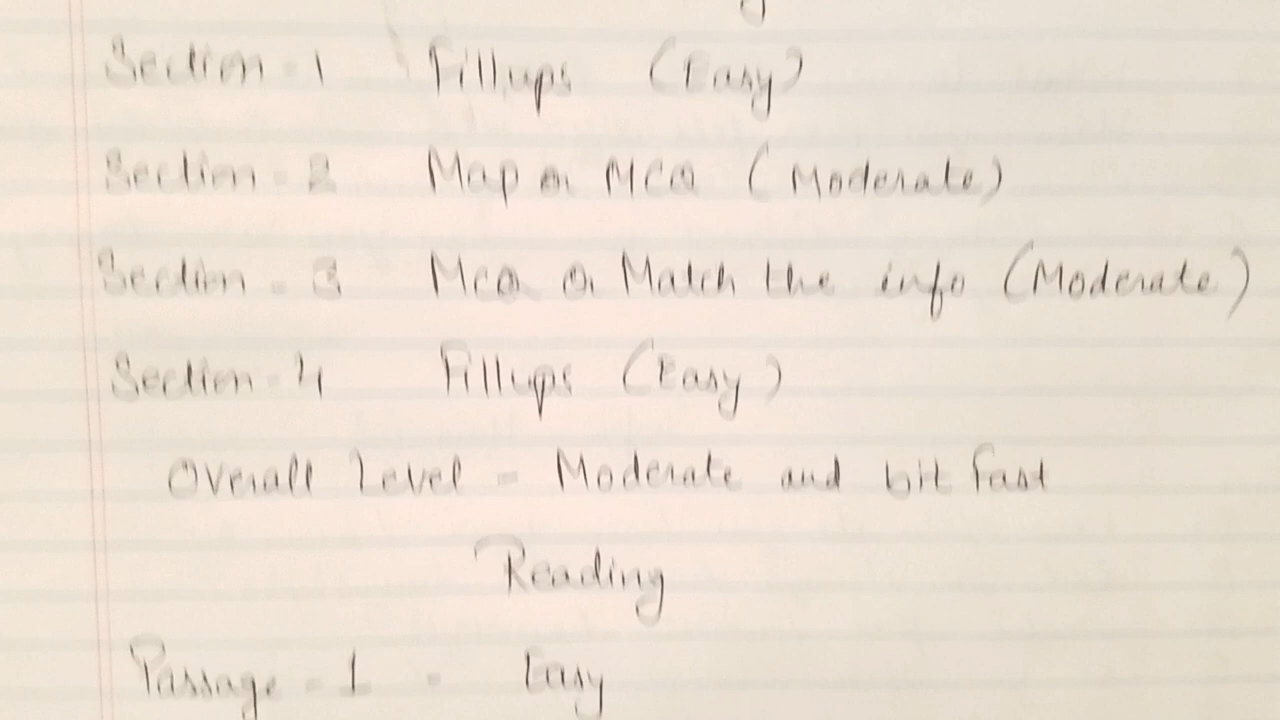 Section - 1 Fillups (Easy)
Section - 2 Map or MCQ (Moderate)
Section - 3 McQ or Match the info (Moderate)
Section - 4 Fillups (Easy)
Overall Level - Moderate and bit fast
Reading
Passage - 1 - Easy